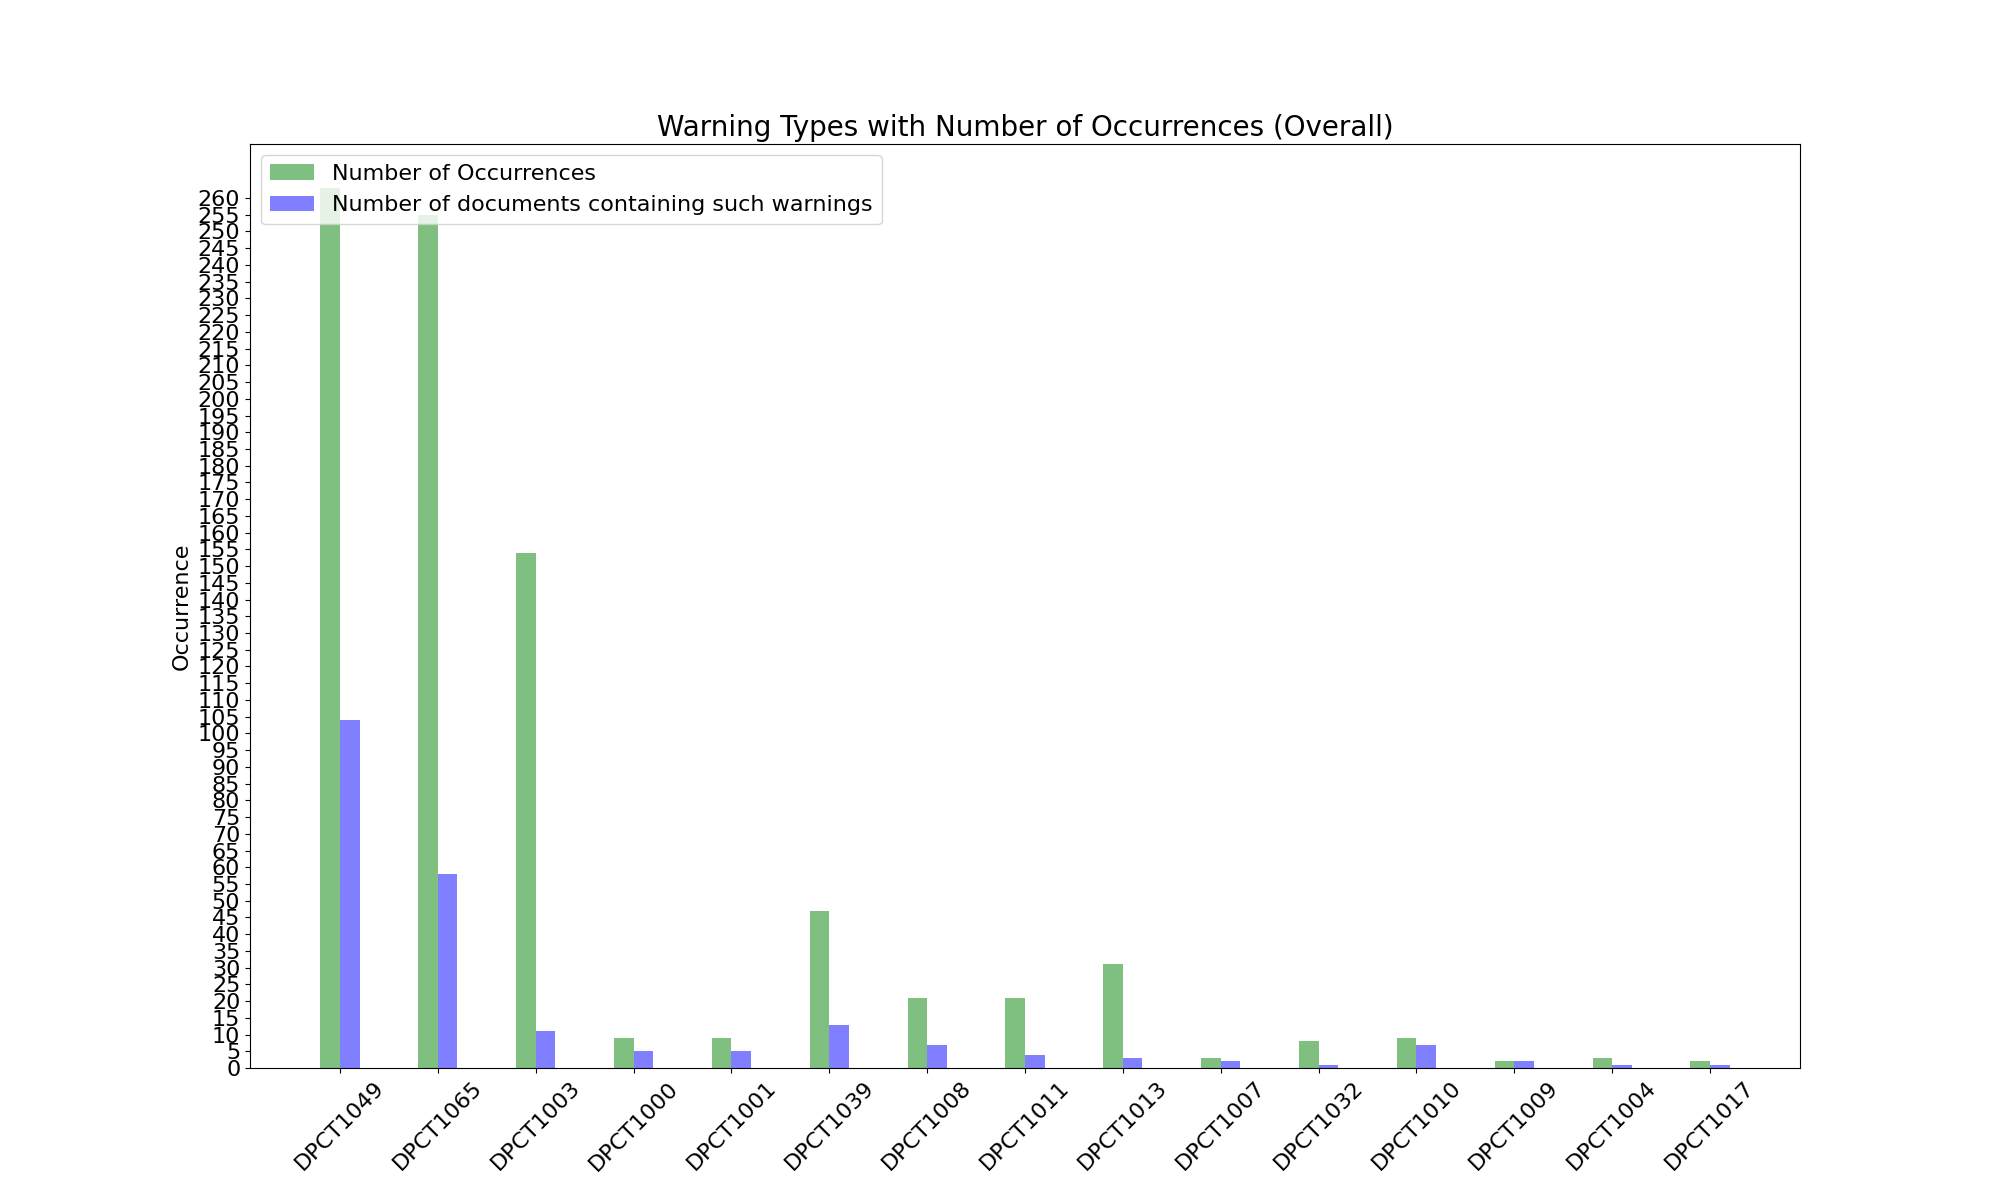 Warning Types with Number of Occurrences (Overall)
Number of Occurrences
Number of documents containing such warnings
Occurrence
260
255
250
245
240
235
230
225
220
215
210
205
200
195
190
185
180
175
170
165
160
155
150
145
140
135
130
125
120
115
110
105
100
95
90
85
80
75
70
65
60
55
50
45
40
35
30
25
20
15
10
5
0
DPCT1049
DPCT1065
DPCT1003
DPCT1000
DPCT1001
DPCT1039
DPCT1008
DPCT1011
DPCT1013
DPCT1007
DPCT1032
DPCT1010
DPCT1009
DPCT1004
DPCT1017